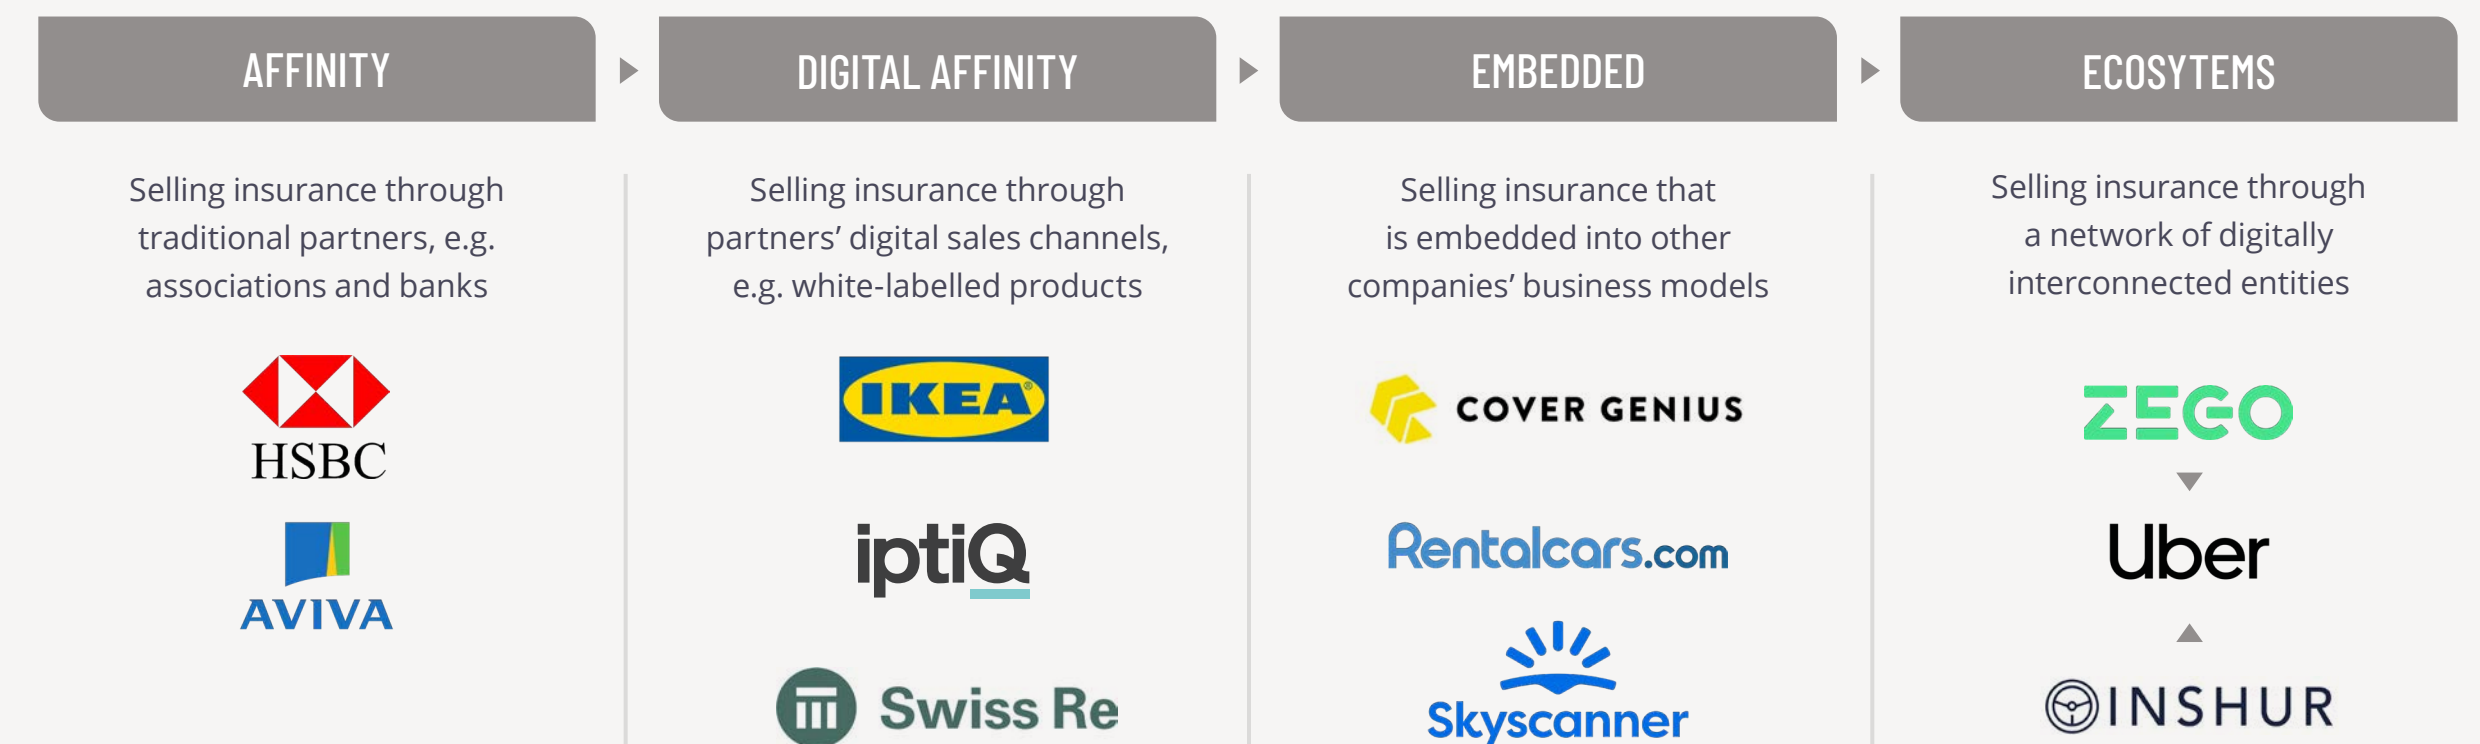 AFFINITY
Selling insurance through
traditional partners, e.g.
associations and banks
HSBC
AVIVA
DIGITAL AFFINITY
Selling insurance through
partners’ digital sales channels,
e.g. white-labelled products
IKEA®
iptiQ
Swiss Re
EMBEDDED
Selling insurance that
is embedded into other
companies’ business models
COVER GENIUS
Rentalcars.com
Skyscanner
ECOSYTEMS
Selling insurance through
a network of digitally
interconnected entities
ZEGO
Uber
INSHUR